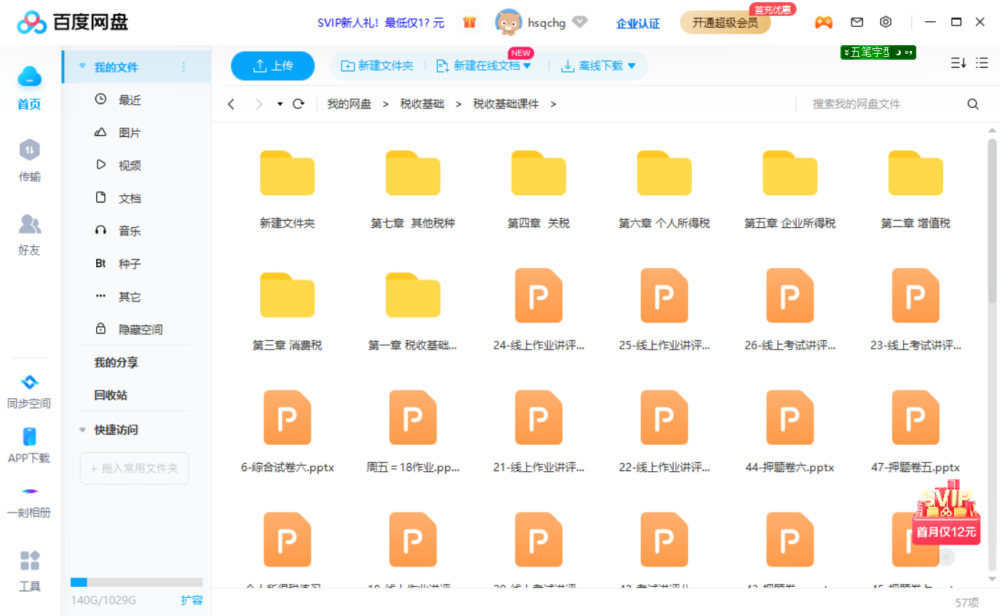 百度网盘
SVIP新人礼！最低仅1? 元
hsqchg
企业认证
开通超级会员
首充优惠
五笔字型
首页
传输
好友
同步空间
APP下载
一刻相册
工具
我的文件
最近
图片
视频
文档
音乐
Bt 种子
其它
隐藏空间
我的分享
回收站
快捷访问
+ 拖入常用文件夹
140G/1029G 扩容
上传 新建文件夹 新建在线文档 NEW 离线下载
我的网盘 > 税收基础 > 税收基础课件 >
搜索我的网盘文件
新建文件夹 第七章 其他税种 第四章 关税 第六章 个人所得税 第五章 企业所得税 第二章 增值税
第三章 消费税 第一章 税收基础... 24-线上作业讲评... 25-线上作业讲评... 26-线上考试讲评... 23-线上考试讲评...
6-综合试卷六.pptx 周五=18作业.pp... 21-线上作业讲评... 22-线上作业讲评... 44-押题卷六.pptx 47-押题卷五.pptx
SVIP
首月仅12元
57项